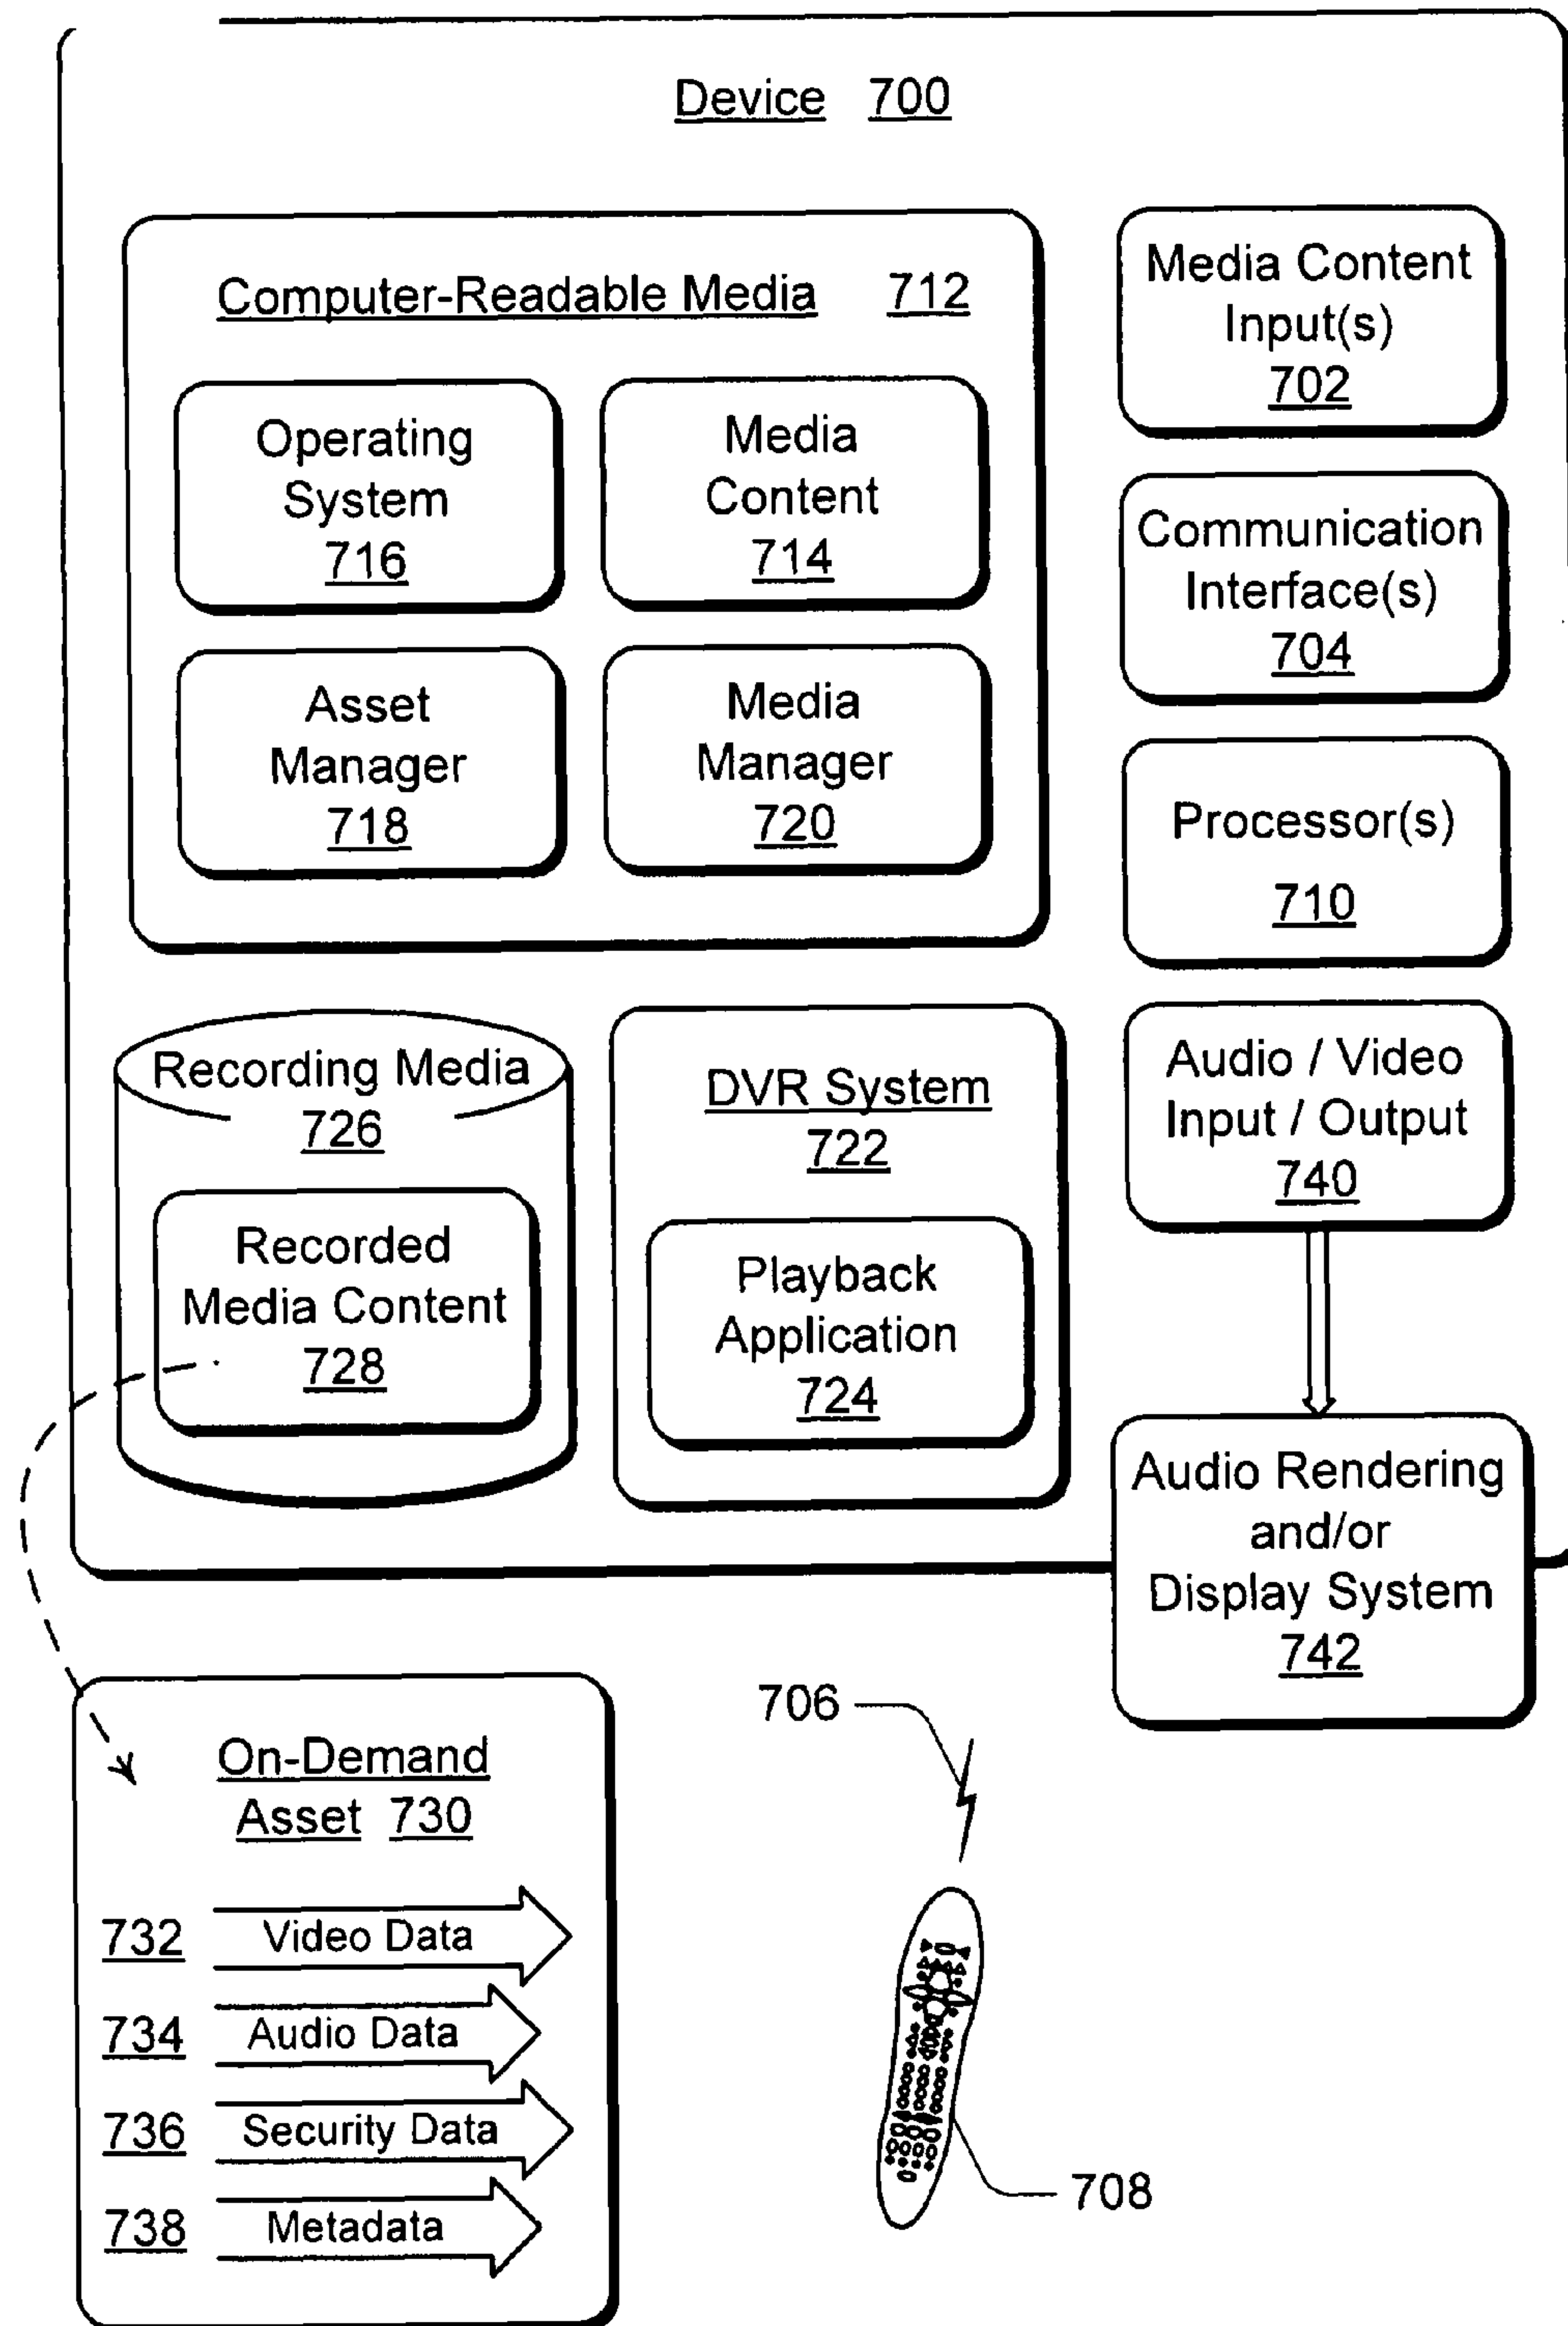 Device 700
Computer-Readable Media 712
Operating
System
716
Media
Content
714
Asset
Manager
718
Media
Manager
720
Media Content
Input(s)
702
Communication
Interface(s)
704
Processor(s)
710
Recording Media
726
Recorded
Media Content
728
DVR System
722
Playback
Application
724
Audio / Video
Input / Output
740
Audio Rendering
and/or
Display System
742
On-Demand
Asset 730
732 Video Data
734 Audio Data
736 Security Data
738 Metadata
706
708